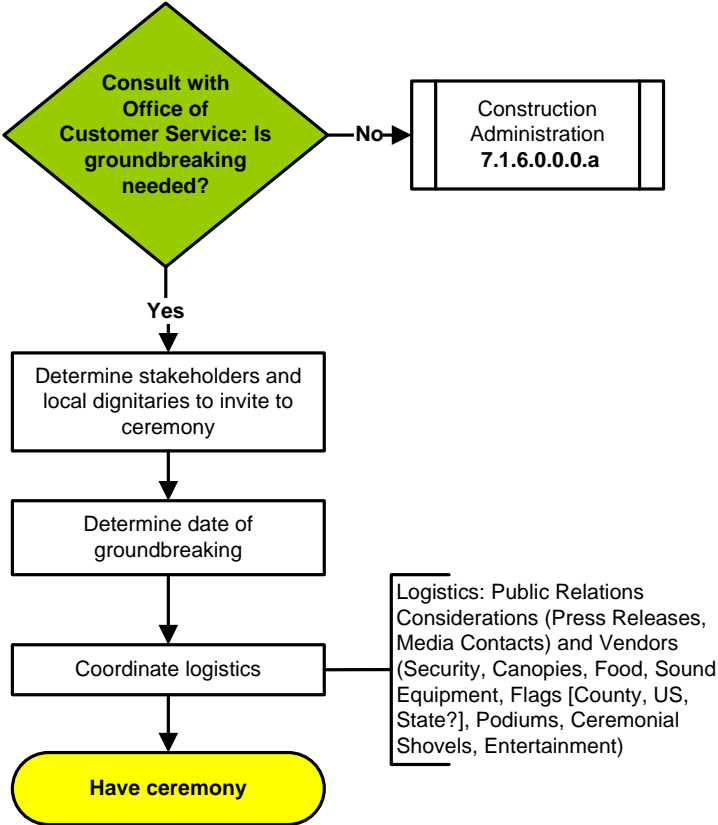 Consult with
Office of
Customer Service: Is
groundbreaking
needed?
No
Construction
Administration
7.1.6.0.0.0.a
Yes
Determine stakeholders and
local dignitaries to invite to
ceremony
Determine date of
groundbreaking
Coordinate logistics
Logistics: Public Relations
Considerations (Press Releases,
Media Contacts) and Vendors
(Security, Canopies, Food, Sound
Equipment, Flags [County, US,
State?], Podiums, Ceremonial
Shovels, Entertainment)
Have ceremony